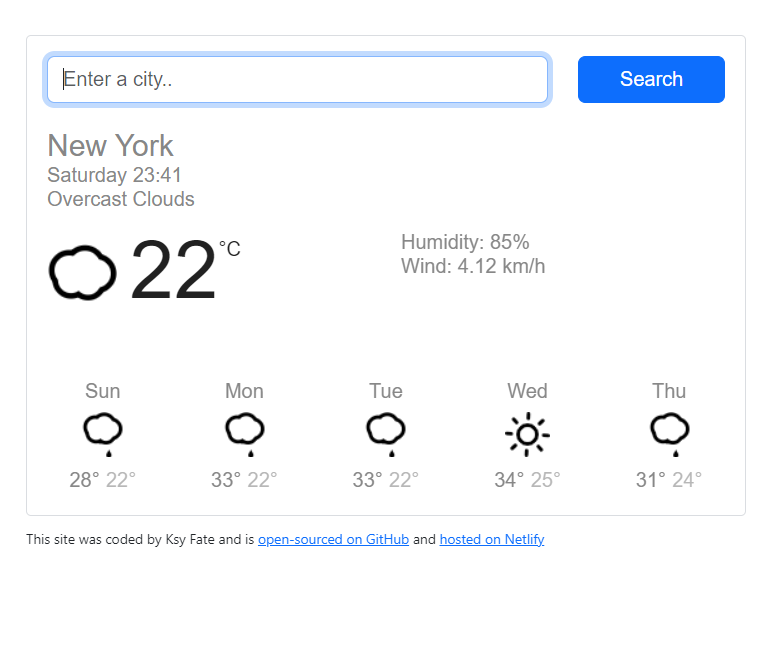 Enter a city..
Search
New York
Saturday 23:41
Overcast Clouds
22 °C
Humidity: 85%
Wind: 4.12 km/h
Sun Mon Tue Wed Thu
28° 22° 33° 22° 33° 22° 34° 25° 31° 24°
This site was coded by Ksy Fate and is open-sourced on GitHub and hosted on Netlify